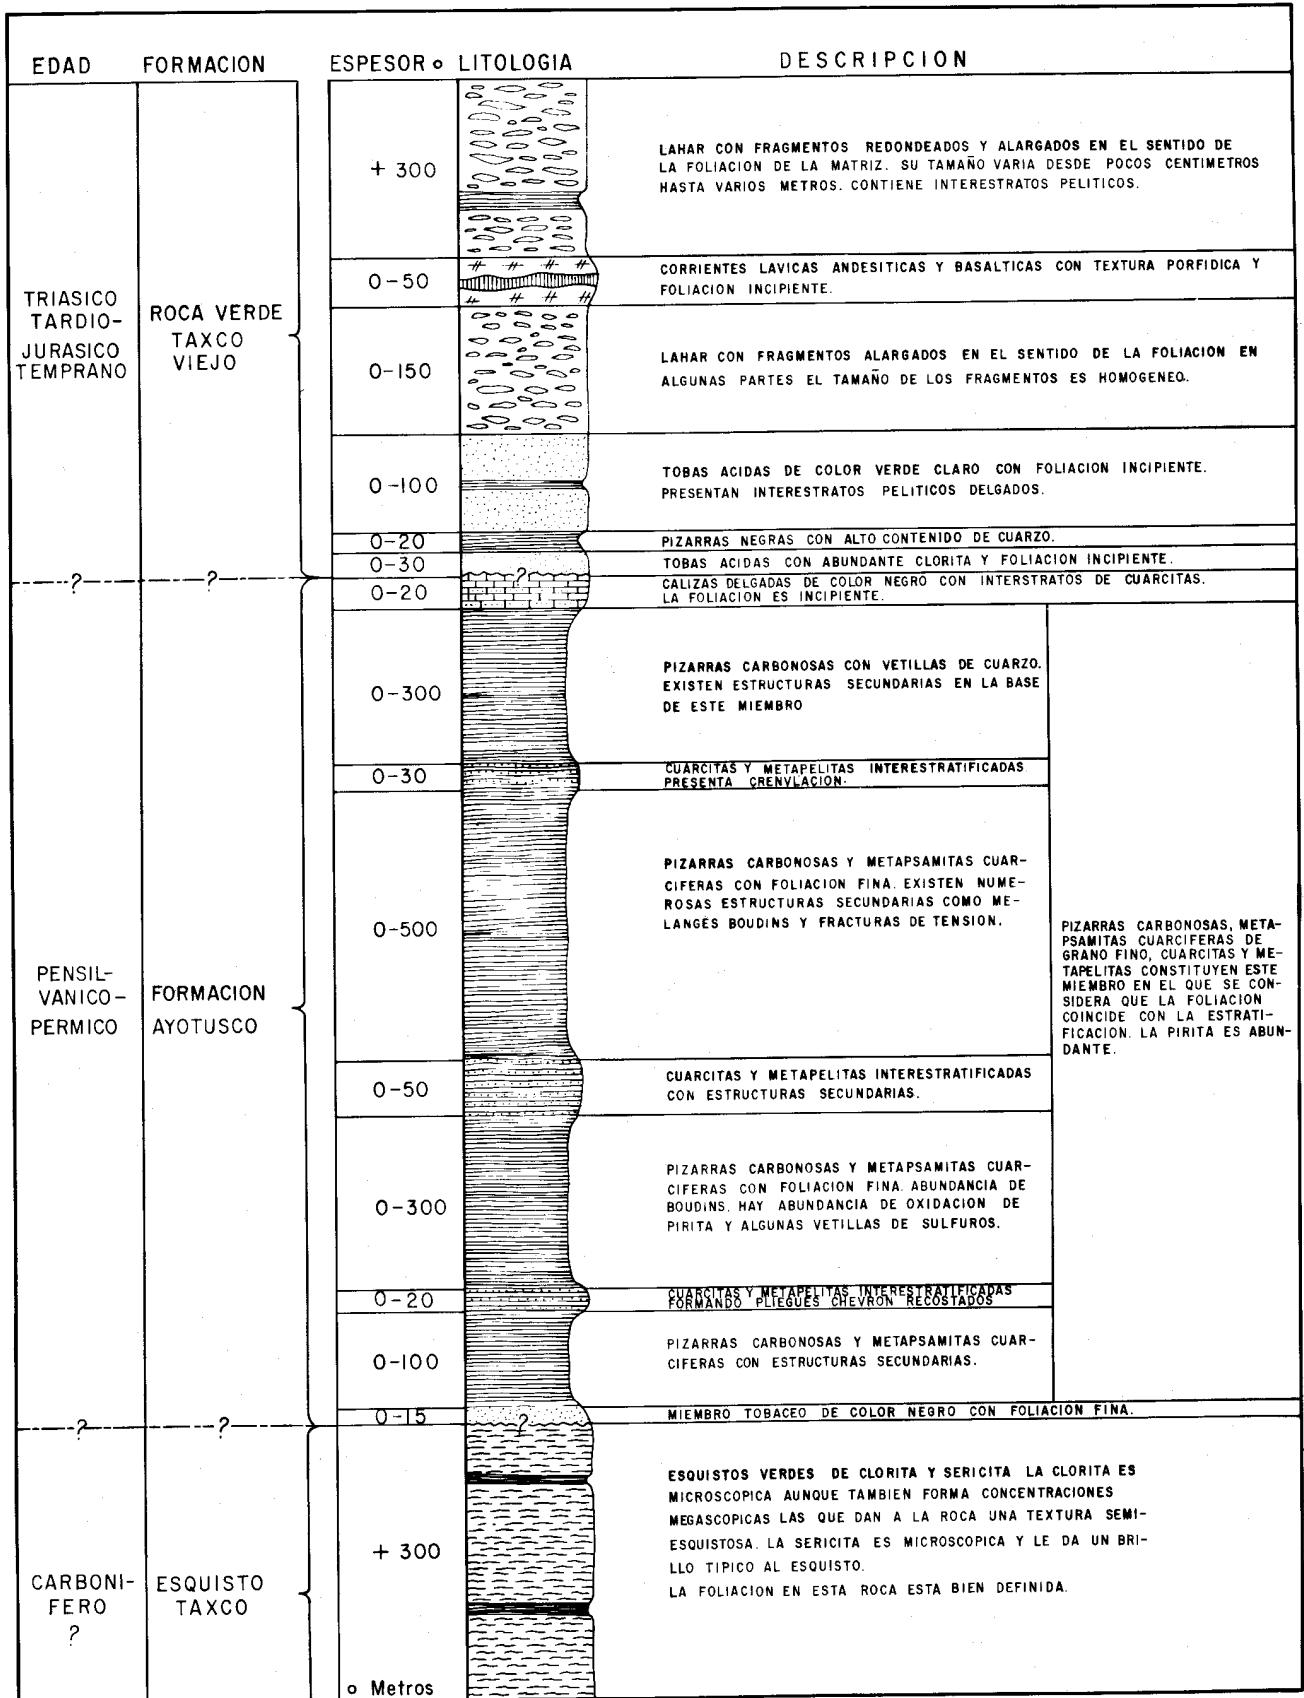 EDAD FORMACION ESPESOR o LITOLOGIA DESCRIPCION
+ 300
LAHAR CON FRAGMENTOS REDONDEADOS Y ALARGADOS EN EL SENTIDO DE
LA FOLIACION DE LA MATRIZ. SU TAMAÑO VARIA DESDE POCOS CENTIMETROS
HASTA VARIOS METROS. CONTIENE INTERESTRATOS PELITICOS.
TRIASICO
TARDIO-
JURASICO
TEMPRANO
ROCA VERDE
TAXCO
VIEJO
0-50
CORRIENTES LAVICAS ANDESITICAS Y BASALTICAS CON TEXTURA PORFIDICA Y
FOLIACION INCIPIENTE.
0-150
LAHAR CON FRAGMENTOS ALARGADOS EN EL SENTIDO DE LA FOLIACION EN
ALGUNAS PARTES EL TAMAÑO DE LOS FRAGMENTOS ES HOMOGENEO.
0-100
TOBAS ACIDAS DE COLOR VERDE CLARO CON FOLIACION INCIPIENTE.
PRESENTAN INTERESTRATOS PELITICOS DELGADOS.
0-20
PIZARRAS NEGRAS CON ALTO CONTENIDO DE CUARZO.
0-30
TOBAS ACIDAS CON ABUNDANTE CLORITA Y FOLIACION INCIPIENTE.
? ? ?
0-20
CALIZAS DELGADAS DE COLOR NEGRO CON INTERSTRATOS DE CUARCITAS.
LA FOLIACION ES INCIPIENTE.
0-300
PIZARRAS CARBONOSAS CON VETILLAS DE CUARZO.
EXISTEN ESTRUCTURAS SECUNDARIAS EN LA BASE
DE ESTE MIEMBRO
0-30
CUARCITAS Y METAPELITAS INTERESTRATIFICADAS
PRESENTA CRENVLACION.
PENSIL-
VANICO-
PERMICO
FORMACION
AYOTUSCO
0-500
PIZARRAS CARBONOSAS Y METAPSAMITAS CUAR-
CIFERAS CON FOLIACION FINA. EXISTEN NUME-
ROSAS ESTRUCTURAS SECUNDARIAS COMO ME-
LANGES BOUDINS Y FRACTURAS DE TENSION.
PIZARRAS CARBONOSAS, META-
PSAMITAS CUARCIFERAS DE
GRANO FINO, CUARCITAS Y ME-
TAPELITAS CONSTITUYEN ESTE
MIEMBRO EN EL QUE SE CON-
SIDERA QUE LA FOLIACION
COINCIDE CON LA ESTRATI-
FICACION. LA PIRITA ES ABUN-
DANTE.
0-50
CUARCITAS Y METAPELITAS INTERESTRATIFICADAS
CON ESTRUCTURAS SECUNDARIAS.
0-300
PIZARRAS CARBONOSAS Y METAPSAMITAS CUAR-
CIFERAS CON FOLIACION FINA. ABUNDANCIA DE
BOUDINS. HAY ABUNDANCIA DE OXIDACION DE
PIRITA Y ALGUNAS VETILLAS DE SULFUROS.
0-20
CUARCITAS Y METAPELITAS INTERESTRATIFICADAS
FORMANDO PLIEGUES CHEVRON RECOSTADOS
0-100
PIZARRAS CARBONOSAS Y METAPSAMITAS CUAR-
CIFERAS CON ESTRUCTURAS SECUNDARIAS.
0-15
MIEMBRO TOBACEO DE COLOR NEGRO CON FOLIACION FINA.
? ? ?
CARBONI-
FERO
?
ESQUISTO
TAXCO
+ 300
ESQUISTOS VERDES DE CLORITA Y SERICITA LA CLORITA ES
MICROSCOPICA AUNQUE TAMBIEN FORMA CONCENTRACIONES
MEGASCOPICAS LAS QUE DAN A LA ROCA UNA TEXTURA SEMI-
ESQUISTOSA. LA SERICITA ES MICROSCOPICA Y LE DA UN BRI-
LLO TIPICO AL ESQUISTO.
LA FOLIACION EN ESTA ROCA ESTA BIEN DEFINIDA.
o Metros